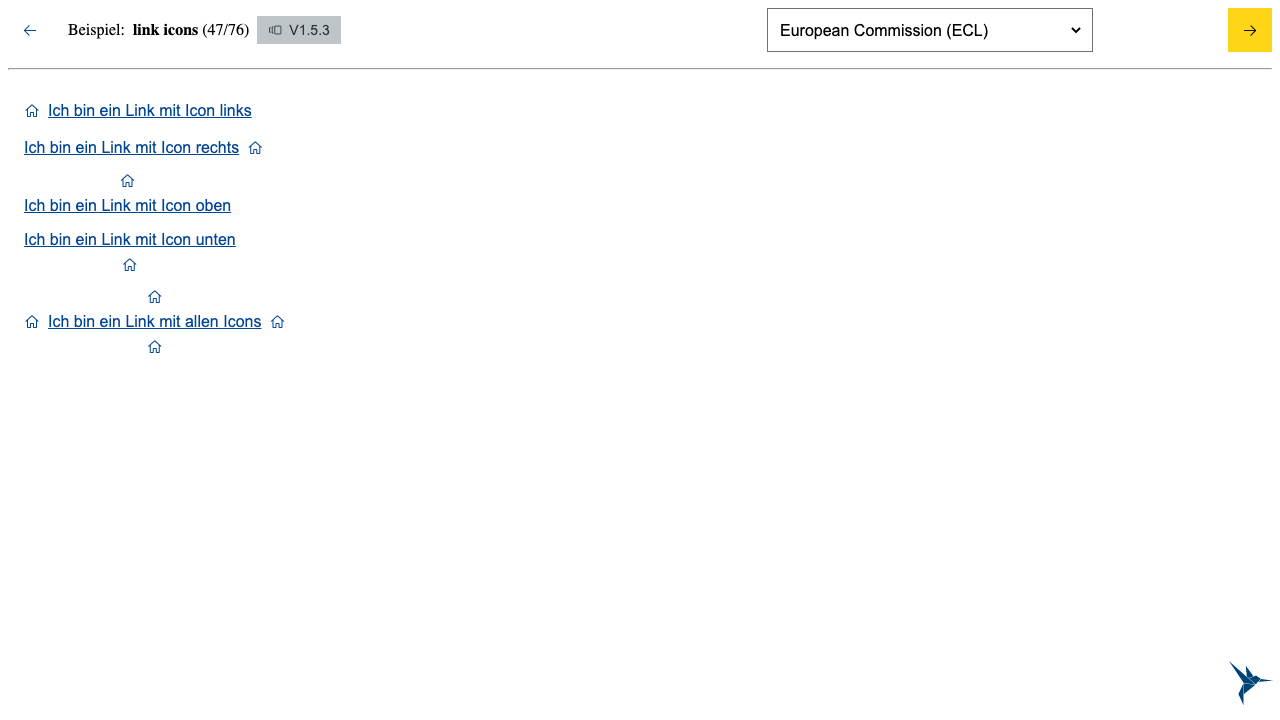 Beispiel: link icons (47/76) V1.5.3 European Commission (ECL)
Ich bin ein Link mit Icon links
Ich bin ein Link mit Icon rechts
Ich bin ein Link mit Icon oben
Ich bin ein Link mit Icon unten
Ich bin ein Link mit allen Icons